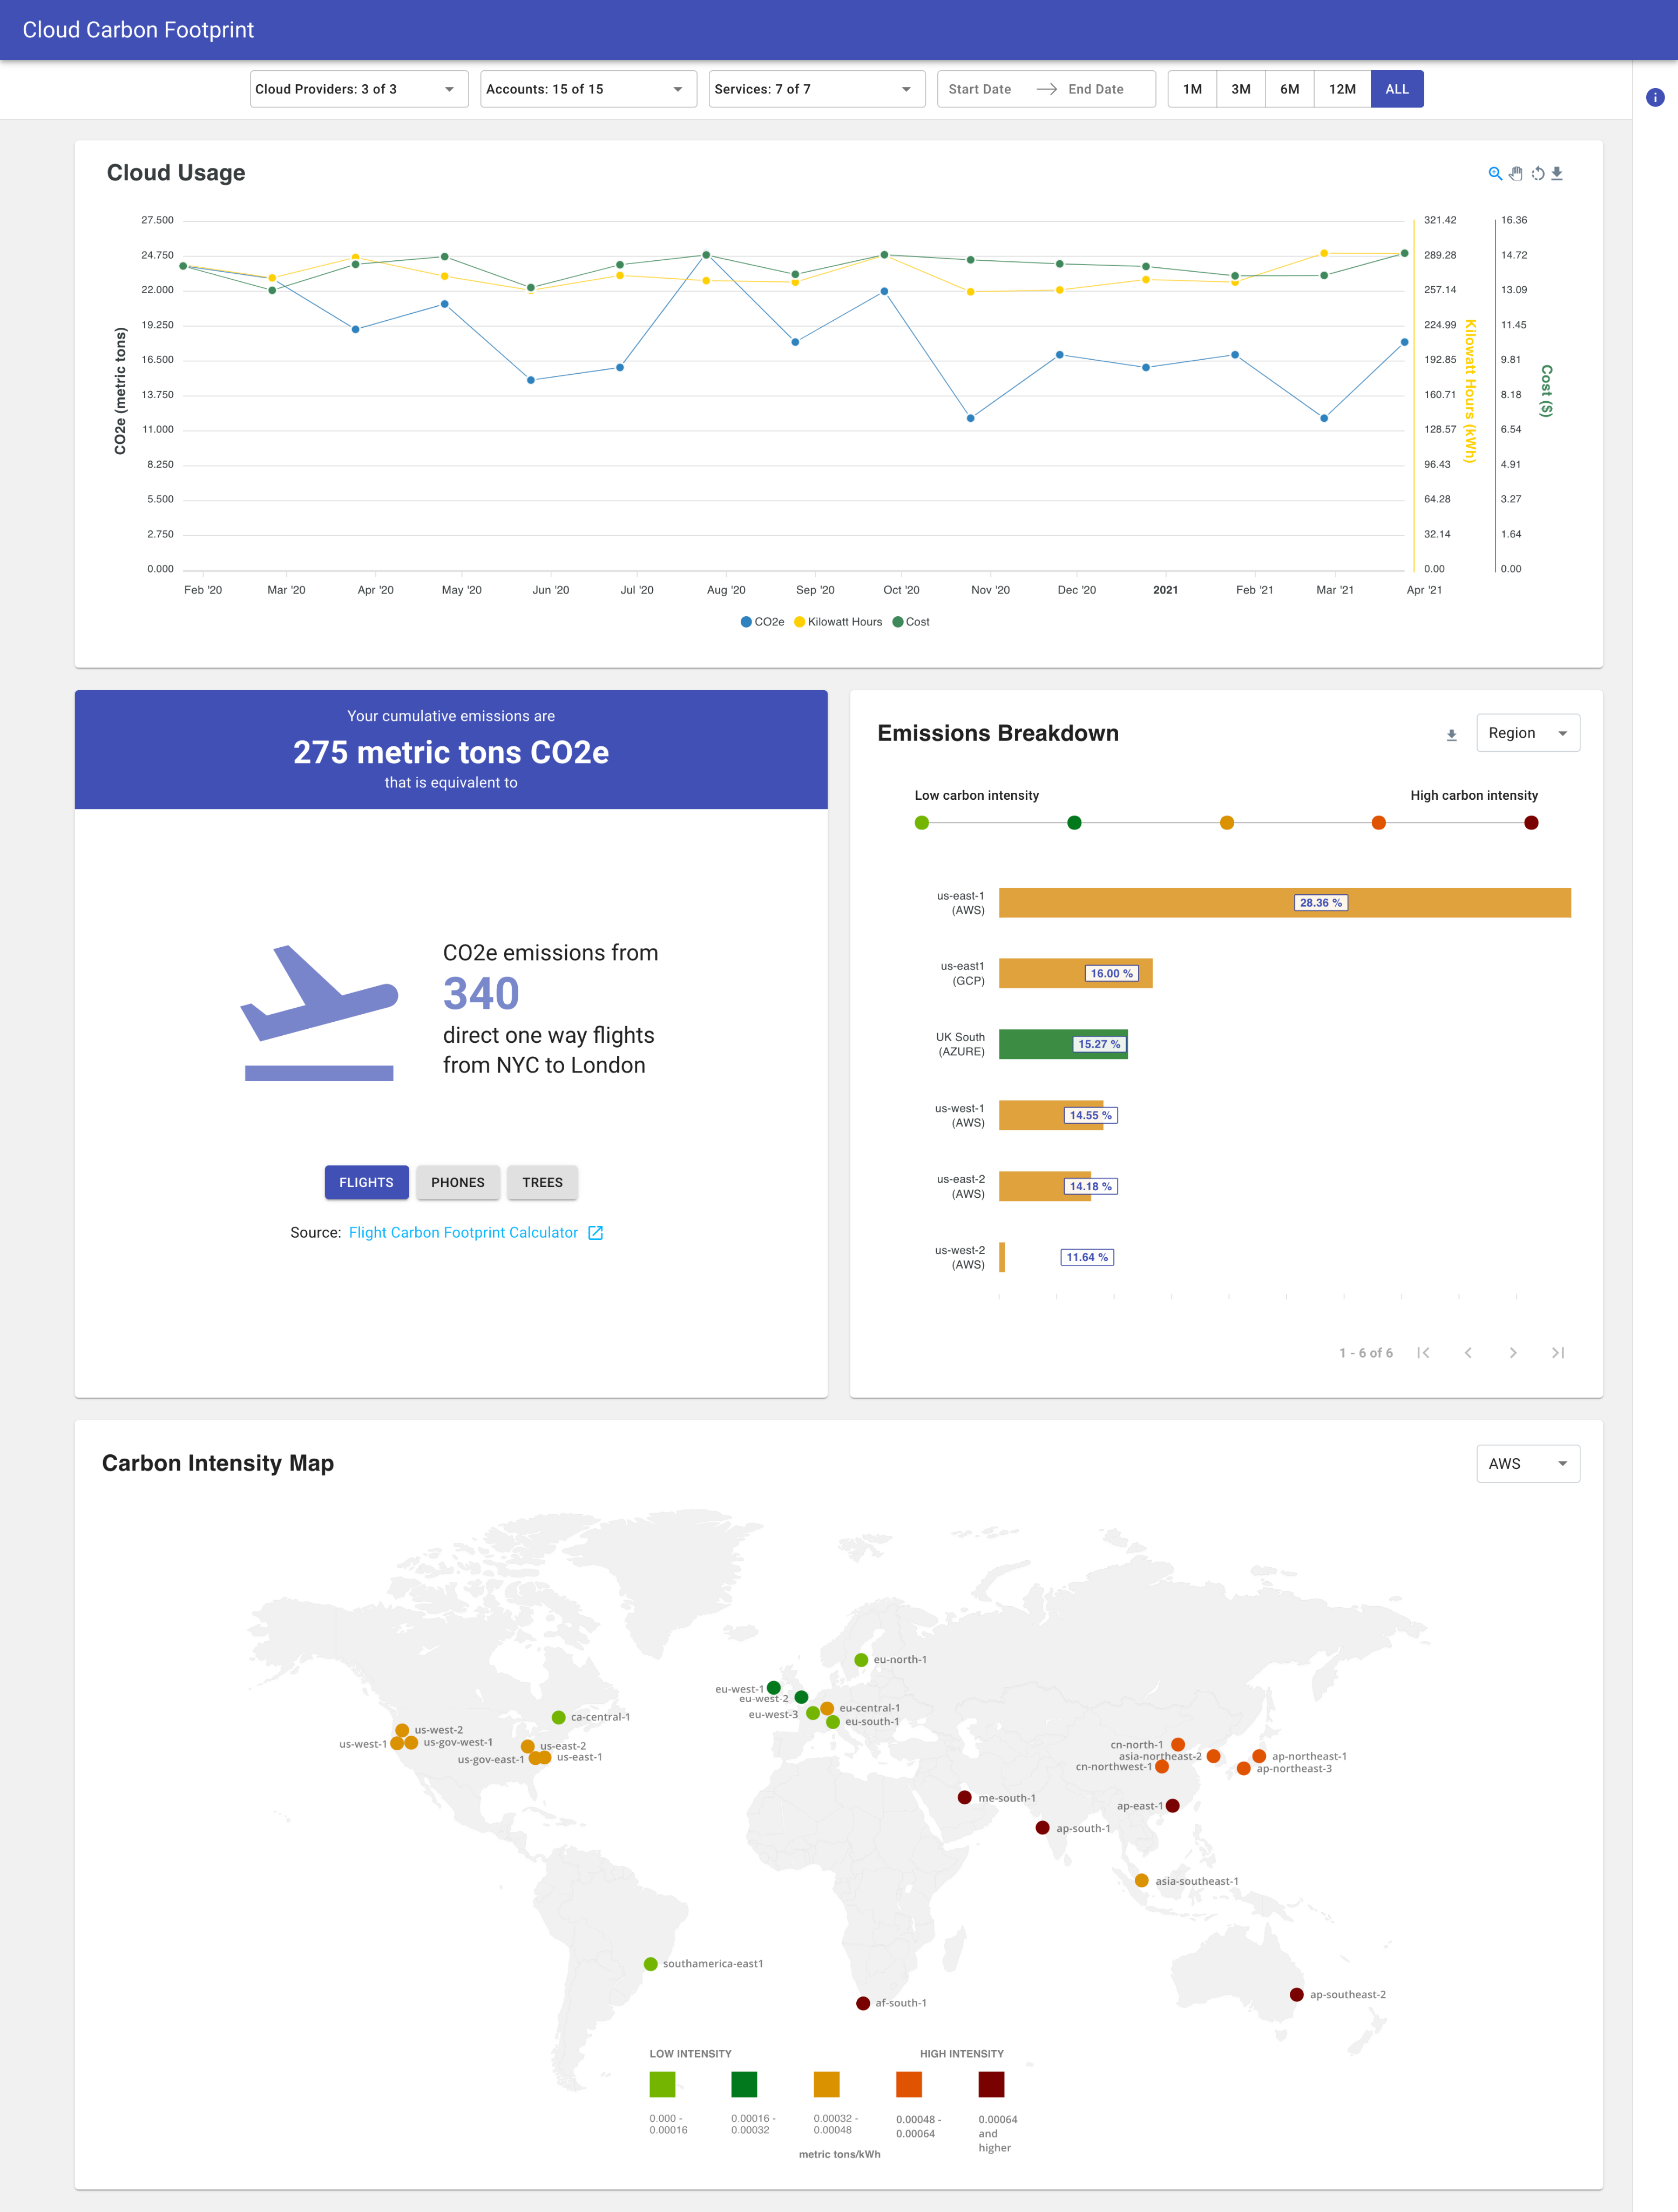 Cloud Carbon Footprint
Cloud Providers: 3 of 3
Accounts: 15 of 15
Services: 7 of 7
Start Date
End Date
1M
3M
6M
12M
ALL
Cloud Usage
27.500
24.750
22.000
19.250
16.500
13.750
11.000
8.250
5.500
2.750
0.000
CO2e (metric tons)
321.42
289.28
257.14
224.99
192.85
160.71
128.57
96.43
64.28
32.14
0.00
Kilowatt Hours (kWh)
16.36
14.72
13.09
11.45
9.81
8.18
6.54
4.91
3.27
1.64
0.00
Cost ($)
Feb '20
Mar '20
Apr '20
May '20
Jun '20
Jul '20
Aug '20
Sep '20
Oct '20
Nov '20
Dec '20
2021
Feb '21
Mar '21
Apr '21
CO2e
Kilowatt Hours
Cost
Your cumulative emissions are
275 metric tons CO2e
that is equivalent to
CO2e emissions from
340
direct one way flights
from NYC to London
FLIGHTS
PHONES
TREES
Source: Flight Carbon Footprint Calculator
Emissions Breakdown
Region
Low carbon intensity
High carbon intensity
us-east-1
(AWS)
28.36 %
us-east1
(GCP)
16.00 %
UK South
(AZURE)
15.27 %
us-west-1
(AWS)
14.55 %
us-east-2
(AWS)
14.18 %
us-west-2
(AWS)
11.64 %
1 - 6 of 6
Carbon Intensity Map
AWS
eu-north-1
eu-west-1
eu-west-2
eu-west-3
eu-central-1
eu-south-1
ca-central-1
us-west-2
us-west-1
us-gov-west-1
us-east-2
us-gov-east-1
us-east-1
cn-north-1
asia-northeast-2
cn-northwest-1
ap-northeast-1
ap-northeast-3
me-south-1
ap-east-1
ap-south-1
asia-southeast-1
southamerica-east1
af-south-1
ap-southeast-2
LOW INTENSITY
HIGH INTENSITY
0.000 -
0.00016
0.00016 -
0.00032
0.00032 -
0.00048
0.00048 -
0.00064
0.00064
and
higher
metric tons/kWh